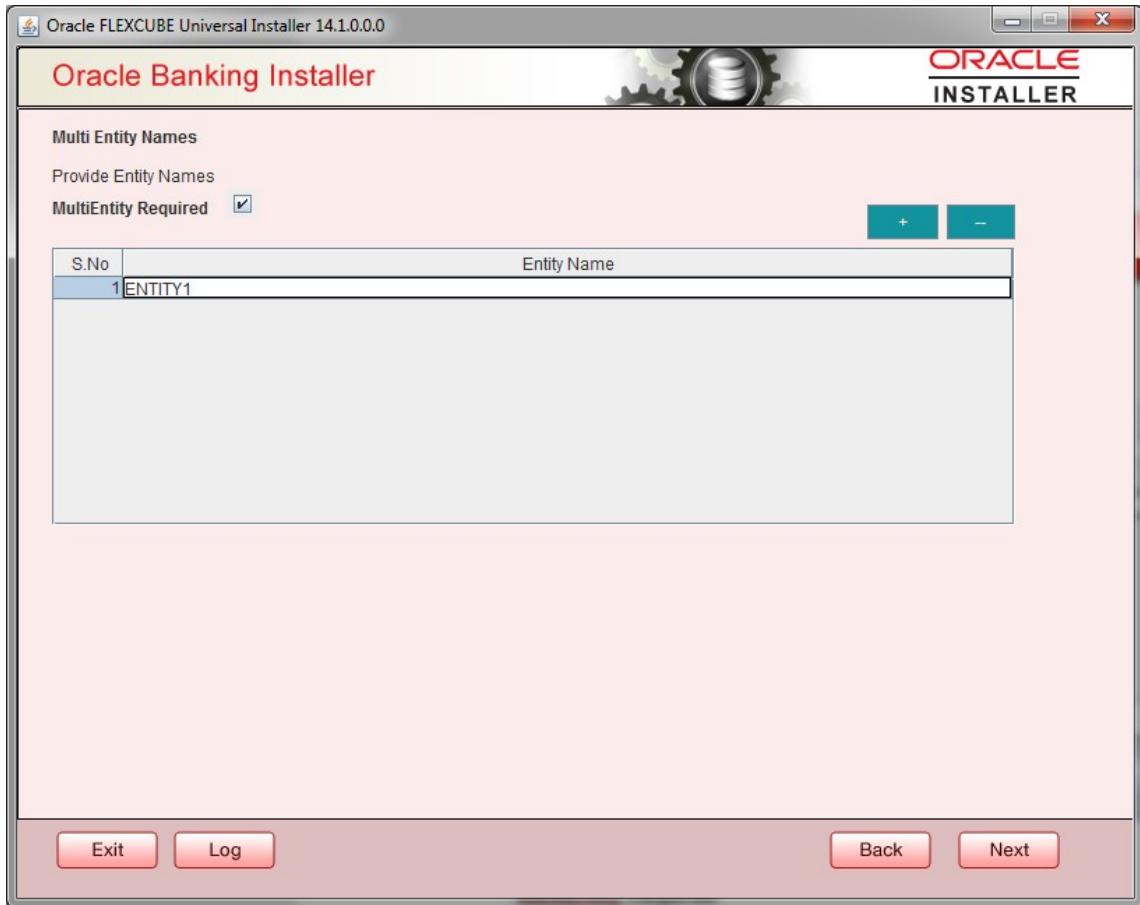 Oracle FLEXCUBE Universal Installer 14.1.0.0.0
Oracle Banking Installer
ORACLE
INSTALLER
Multi Entity Names
Provide Entity Names
MultiEntity Required
+ --
S.No Entity Name
1 ENTITY1
Exit Log Back Next